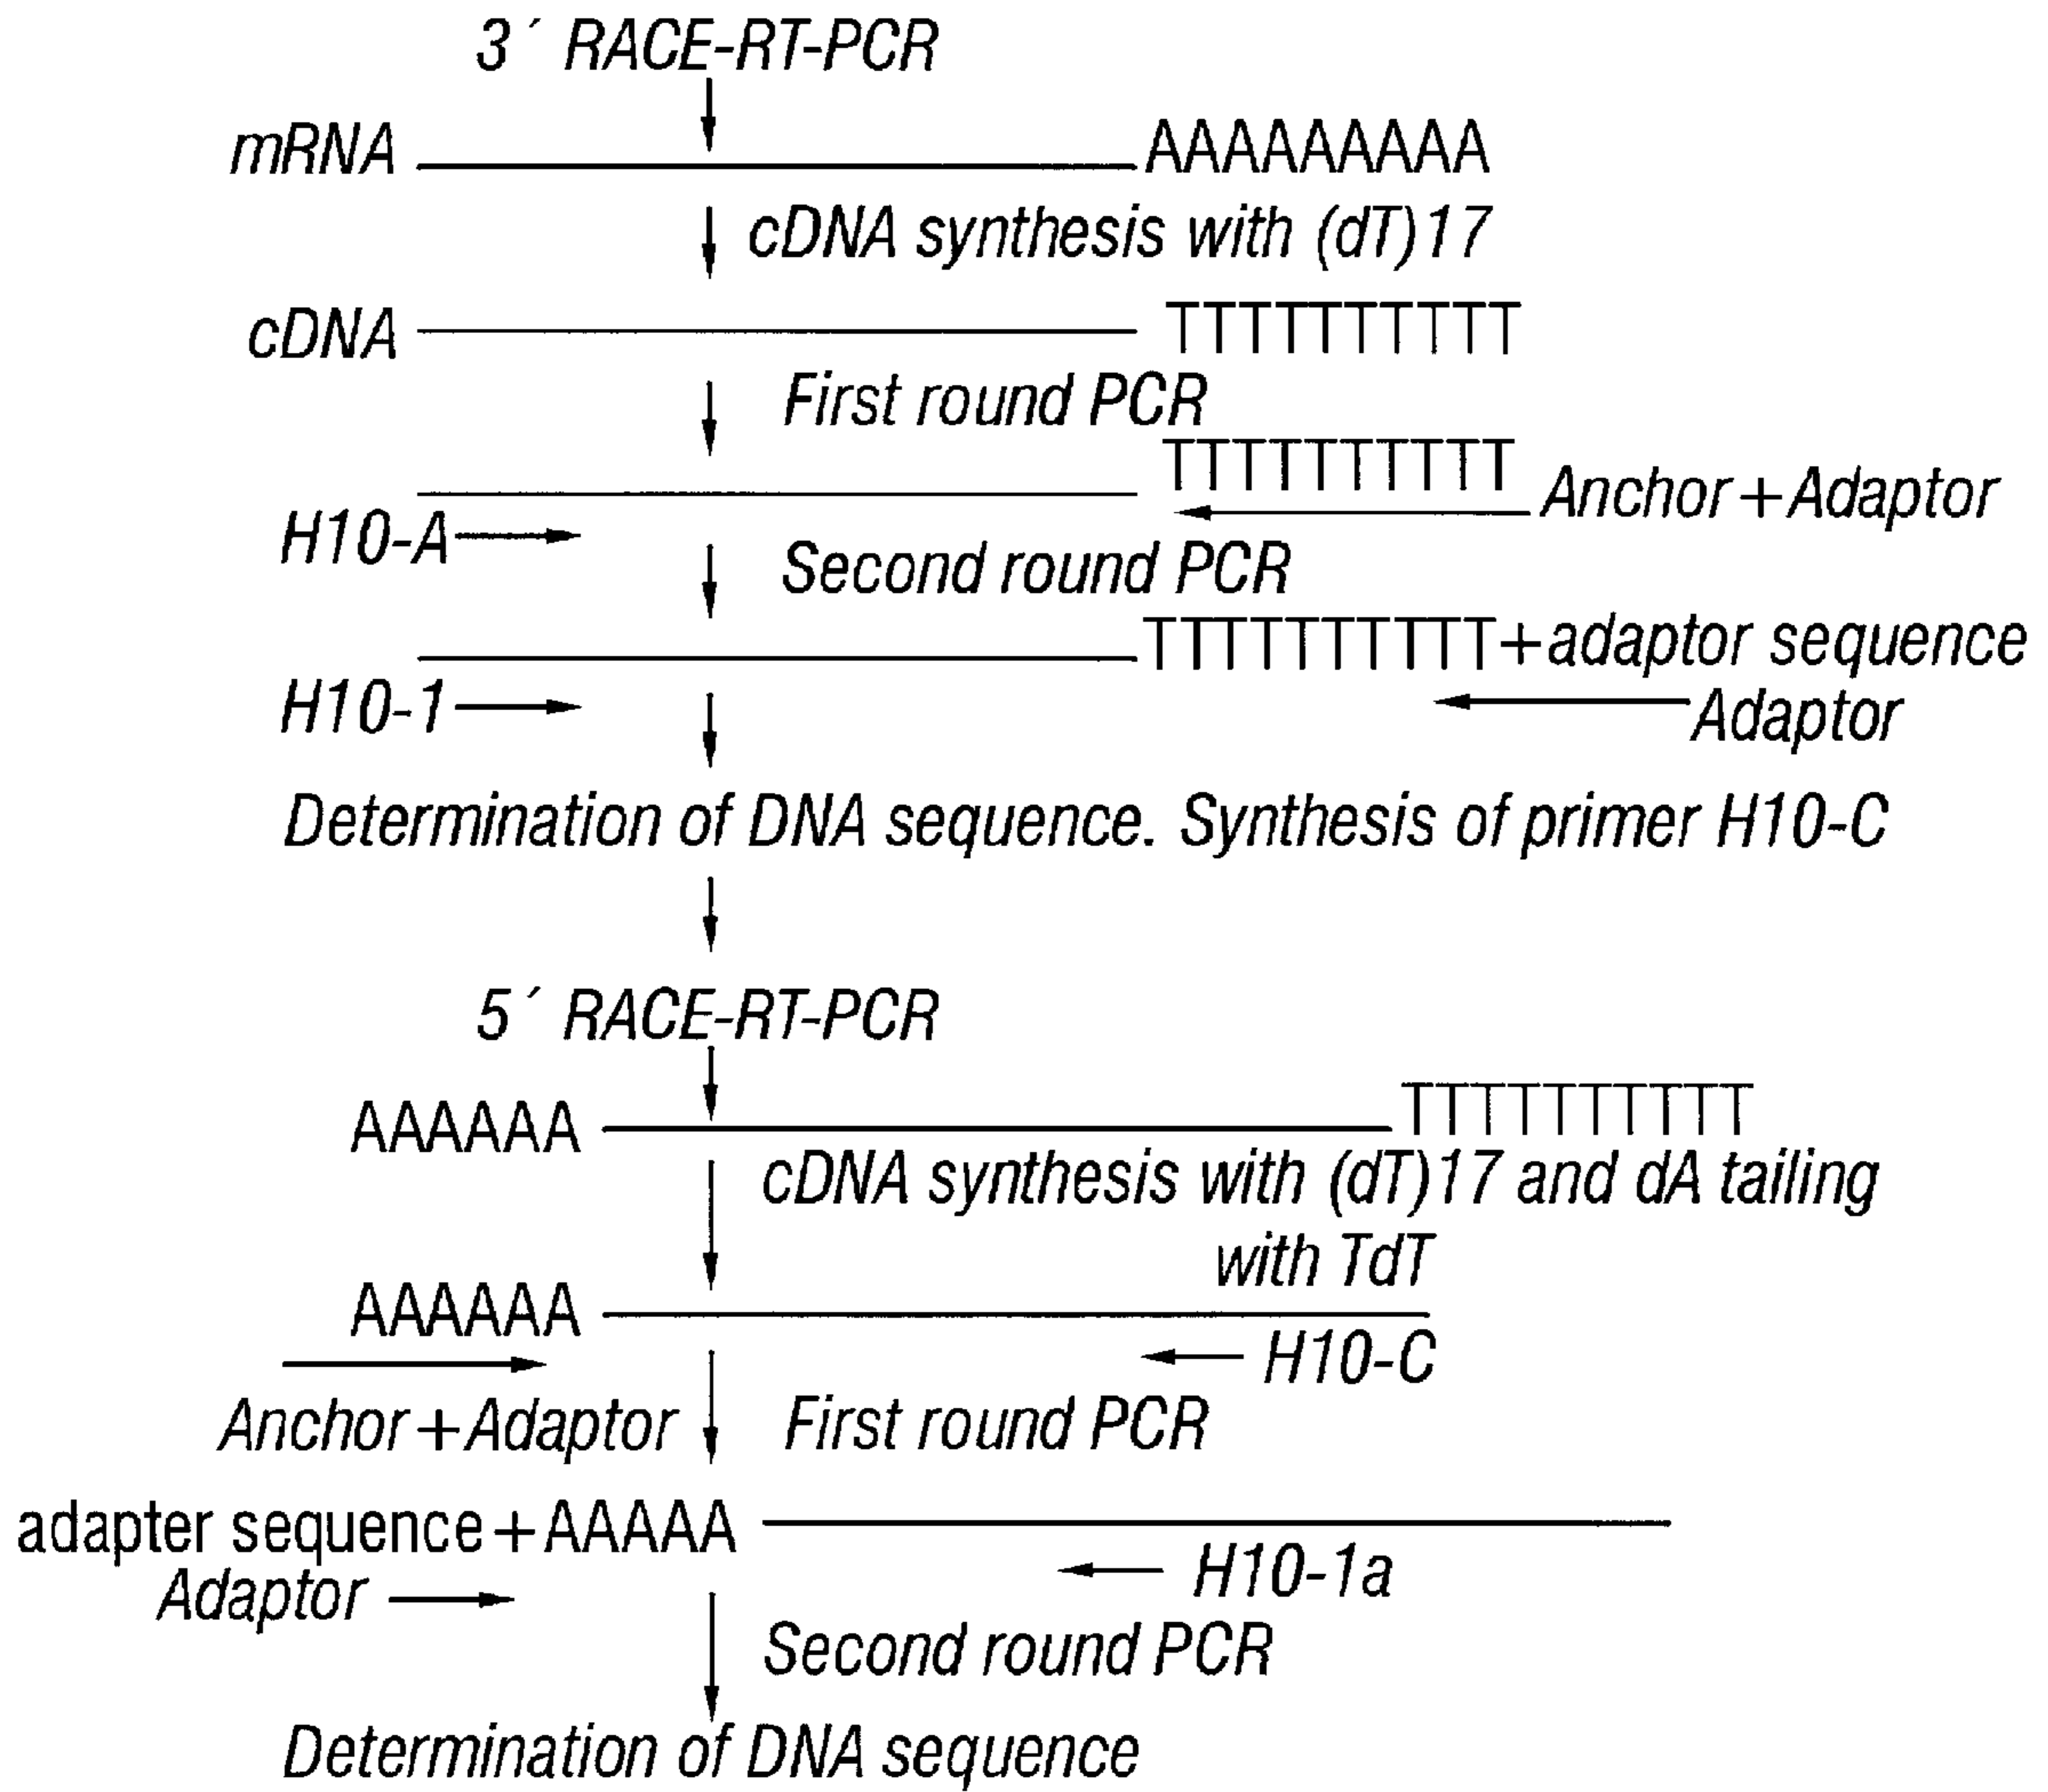 3´ RACE-RT-PCR
mRNA AAAAAAAAA
cDNA synthesis with (dT)17
cDNA TTTTTTTTTT
First round PCR
TTTTTTTTTT
Anchor+Adaptor
H10-A
Second round PCR
TTTTTTTTTT+adaptor sequence
H10-1
Adaptor
Determination of DNA sequence. Synthesis of primer H10-C
5´ RACE-RT-PCR
AAAAAA TTTTTTTTTT
cDNA synthesis with (dT)17 and dA tailing
with TdT
AAAAAA
H10-C
Anchor+Adaptor First round PCR
adapter sequence+AAAAA
H10-1a
Adaptor
Second round PCR
Determination of DNA sequence